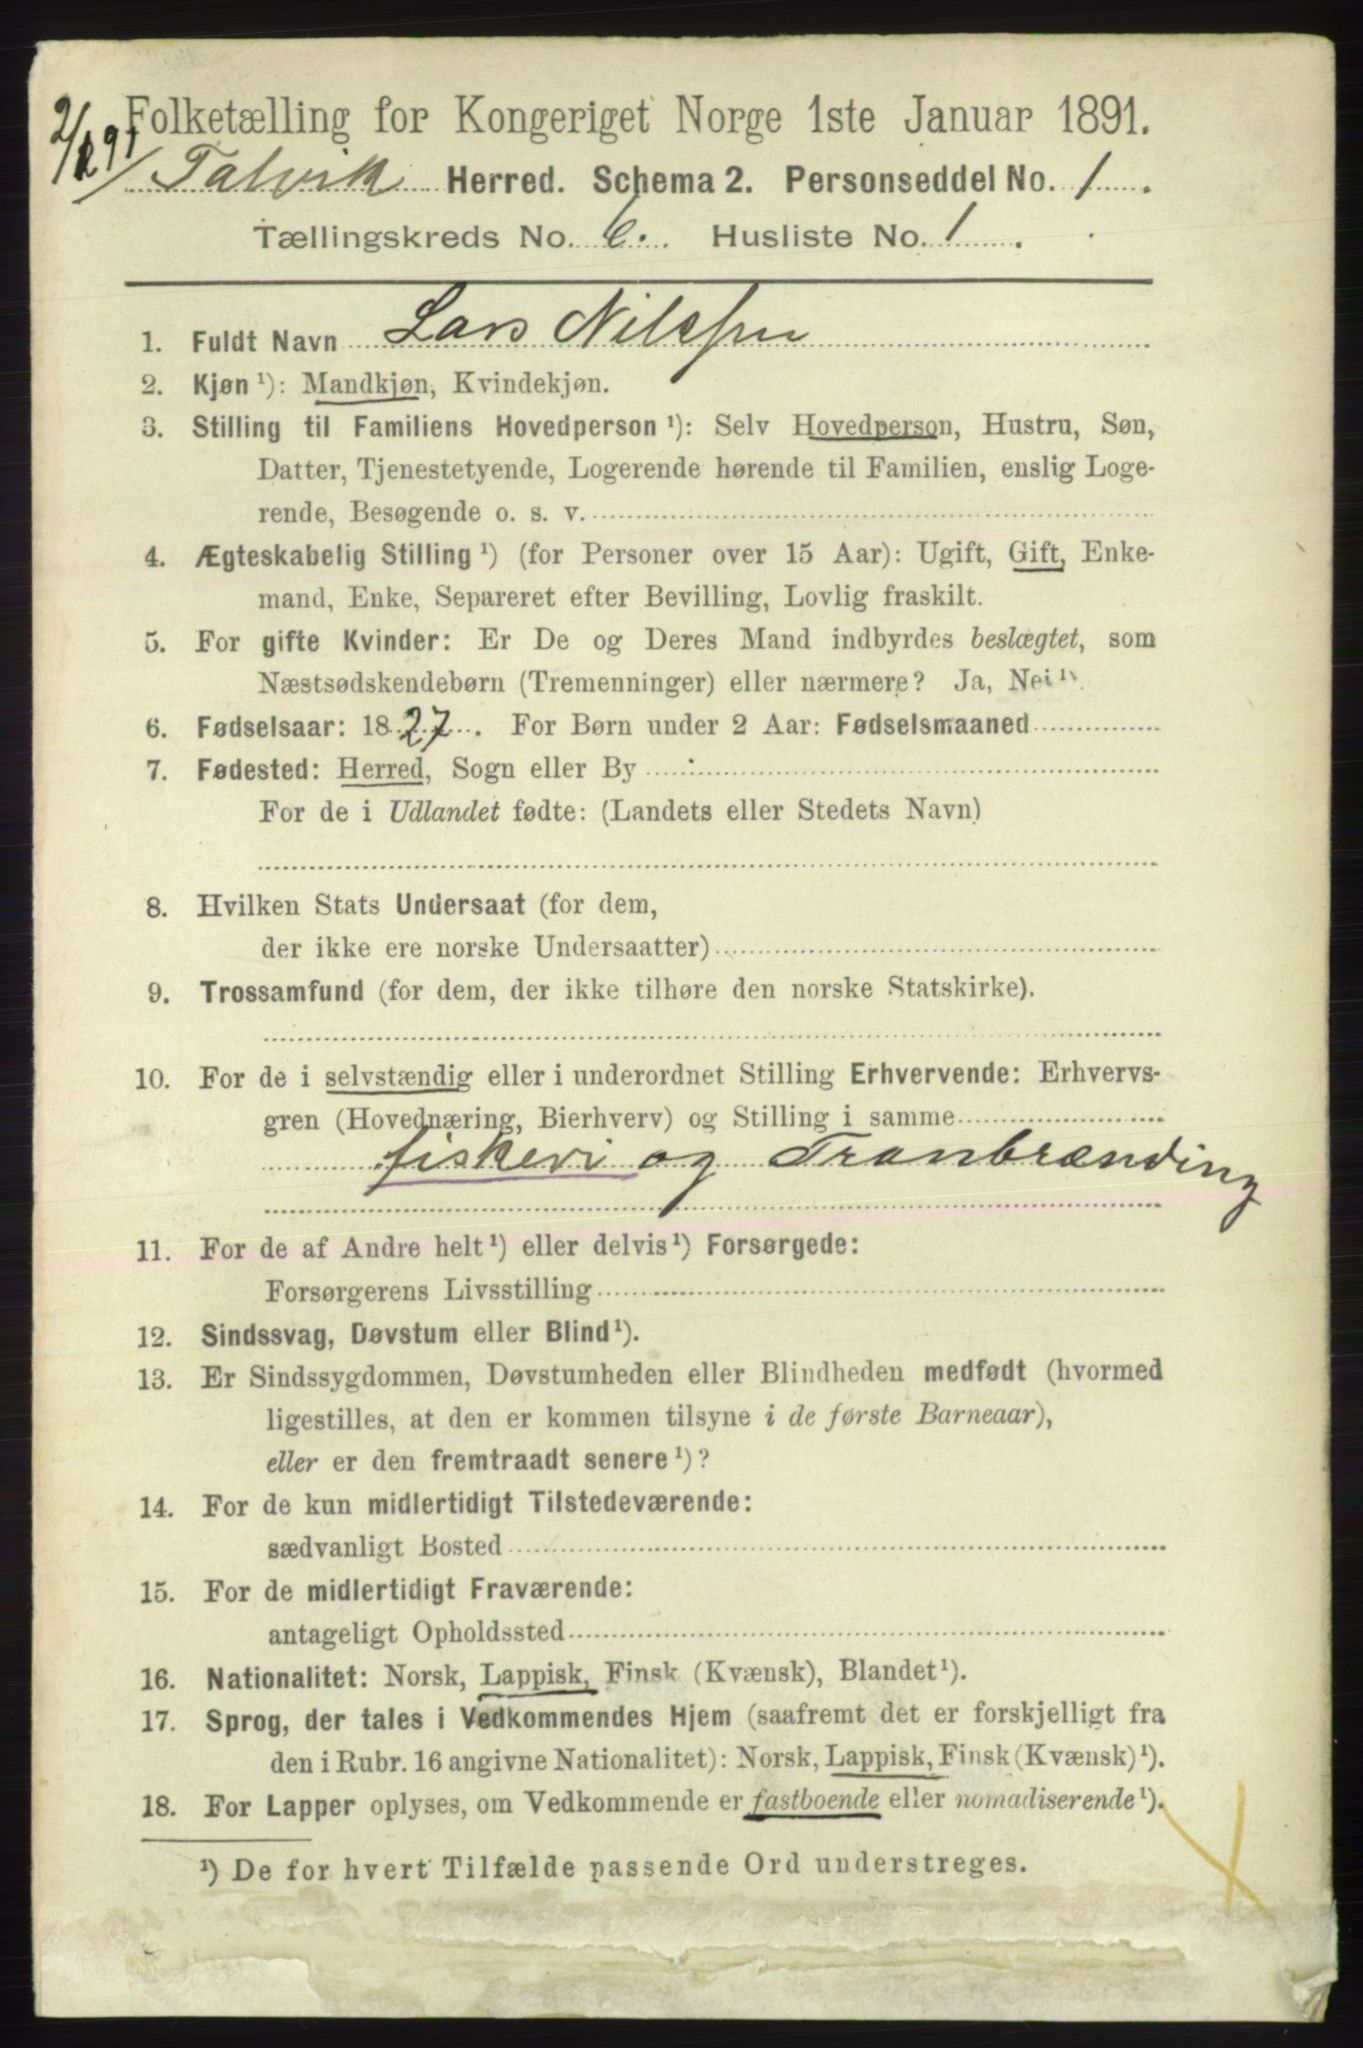 Folketælling for Kongeriget Norge 1ste Januar 1891.
2/1 91
Talvik Herred. Schema 2. Personseddel No. 1.
Tællingskreds No. 6. Husliste No. 1.
1. Fuldt Navn Lars Nilssen
2. Kjøn ¹): Mandkjøn, Kvindekjøn.
3. Stilling til Familiens Hovedperson ¹): Selv Hovedperson, Hustru, Søn,
Datter, Tjenestetyende, Logerende hørende til Familien, enslig Loge-
rende, Besøgende o. s. v.
4. Ægteskabelig Stilling ¹) (for Personer over 15 Aar): Ugift, Gift, Enke-
mand, Enke, Separeret efter Bevilling, Lovlig fraskilt.
5. For gifte Kvinder: Er De og Deres Mand indbyrdes beslægtet, som
Næstsødskendebørn (Tremenninger) eller nærmere? Ja, Nei ¹).
6. Fødselsaar: 1827. For Børn under 2 Aar: Fødselsmaaned
7. Fødested: Herred, Sogn eller By
For de i Udlandet fødte: (Landets eller Stedets Navn)
8. Hvilken Stats Undersaat (for dem,
der ikke ere norske Undersaatter)
9. Trossamfund (for dem, der ikke tilhøre den norske Statskirke).
10. For de i selvstændig eller i underordnet Stilling Erhvervende: Erhvervs-
gren (Hovednæring, Bierhverv) og Stilling i samme
fiskeri og Tranbrænding
11. For de af Andre helt ¹) eller delvis ¹) Forsørgede:
Forsørgerens Livsstilling
12. Sindssvag, Døvstum eller Blind ¹).
13. Er Sindssygdommen, Døvstumheden eller Blindheden medfødt (hvormed
ligestilles, at den er kommen tilsyne i de første Barneaar),
eller er den fremtraadt senere ¹)?
14. For de kun midlertidigt Tilstedeværende:
sædvanligt Bosted
15. For de midlertidigt Fraværende:
antageligt Opholdssted
16. Nationalitet: Norsk, Lappisk, Finsk (Kvænsk), Blandet ¹).
17. Sprog, der tales i Vedkommendes Hjem (saafremt det er forskjelligt fra
den i Rubr. 16 angivne Nationalitet): Norsk, Lappisk, Finsk (Kvænsk) ¹).
18. For Lapper oplyses, om Vedkommende er fastboende eller nomadiserende ¹).
¹) De for hvert Tilfælde passende Ord understreges.